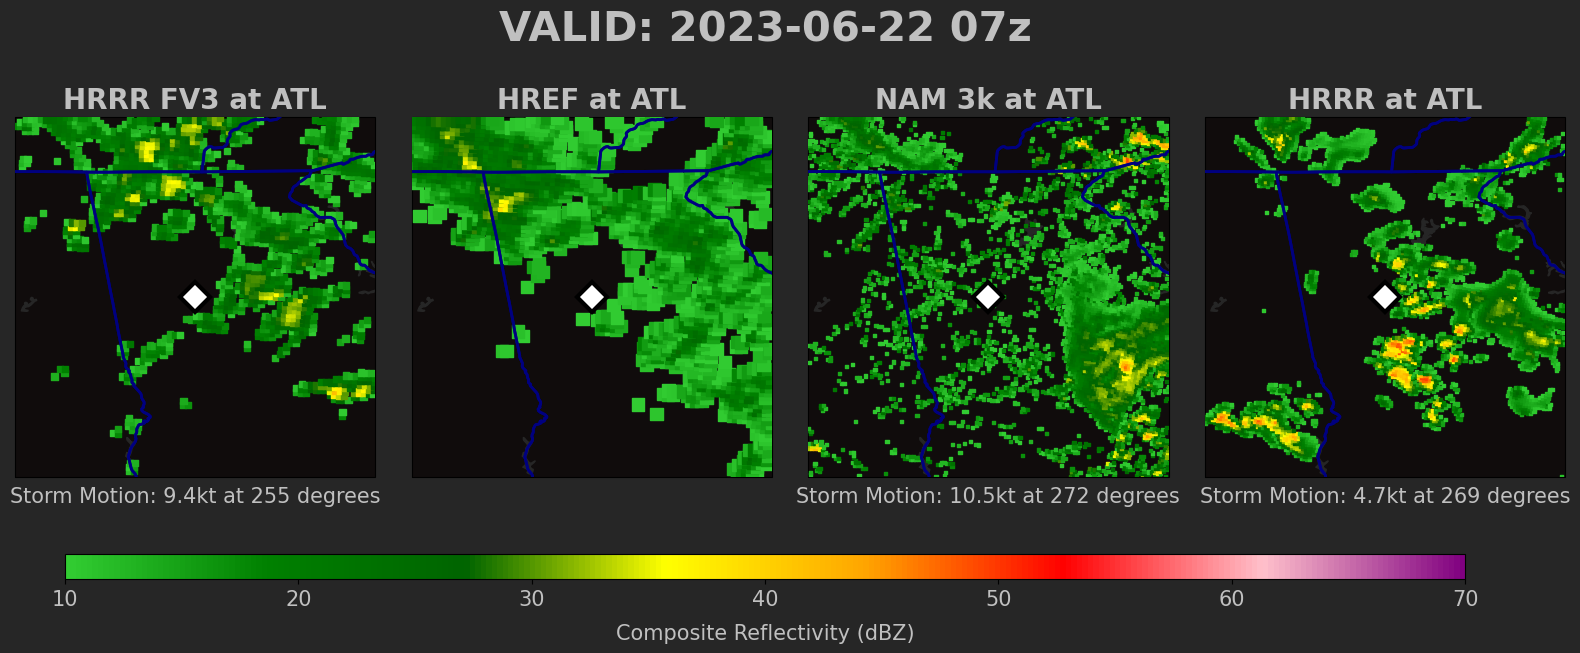 VALID: 2023-06-22 07z
HRRR FV3 at ATL
HREF at ATL
NAM 3k at ATL
HRRR at ATL
Storm Motion: 9.4kt at 255 degrees
Storm Motion: 10.5kt at 272 degrees
Storm Motion: 4.7kt at 269 degrees
10 20 30 40 50 60 70
Composite Reflectivity (dBZ)